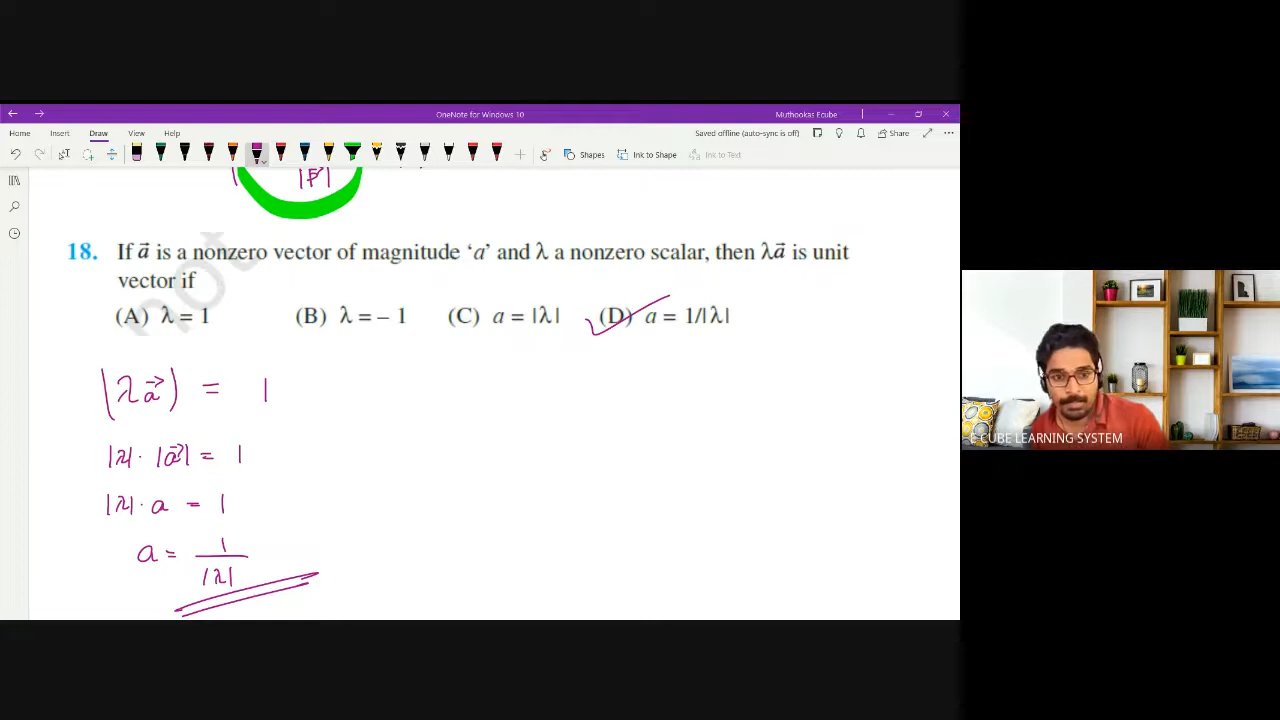 OneNote for Windows 10
Muthookas Ecube
Home Insert Draw View Help
Saved offline (auto-sync is off)
Share
Shapes
Ink to Shape
Ink to Text
|F⃗|
not
18. If a⃗ is a nonzero vector of magnitude ‘a’ and λ a nonzero scalar, then λa⃗ is unit
vector if
(A) λ = 1 (B) λ = – 1 (C) a = |λ| (D) a = 1/|λ|
|λa⃗| = 1
|λ| · |a⃗| = 1
|λ| · a = 1
a = 1/|λ|
E CUBE LEARNING SYSTEM